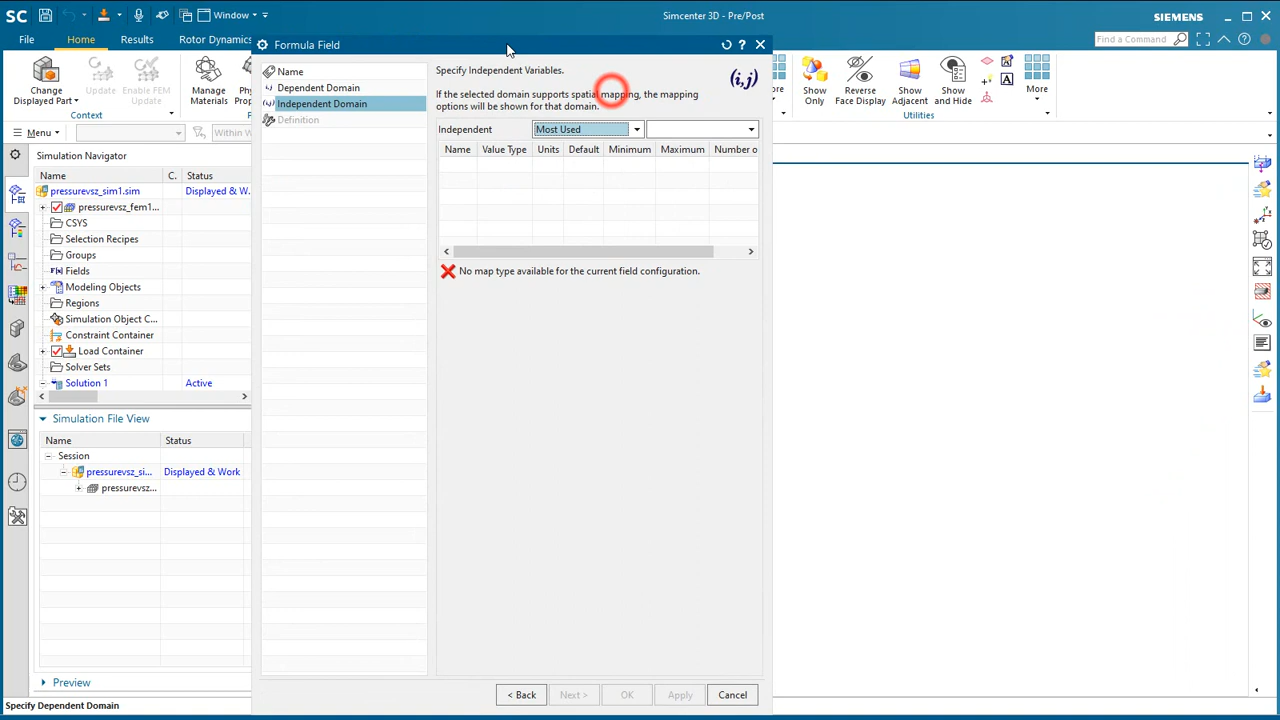 SC
Window
Simcenter 3D - Pre/Post
SIEMENS
File
Home
Results
Rotor Dynamics
Find a Command
Change
Displayed Part
Update
Update FEM
Update
Manage
Materials
Context
Show
Only
Reverse
Face Display
Show
Adjacent
Show
and Hide
More
Utilities
Menu
Simulation Navigator
Name
C.
Status
pressurevsz_sim1.sim
Displayed & W...
pressurevsz_fem1...
CSYS
Selection Recipes
Groups
Fields
Modeling Objects
Regions
Simulation Object C...
Constraint Container
Load Container
Solver Sets
Solution 1
Active
Simulation File View
Name
Status
Session
pressurevsz_si...
Displayed & Work
pressurevsz...
Preview
Specify Dependent Domain
Formula Field
Name
Dependent Domain
Independent Domain
Definition
Specify Independent Variables.
If the selected domain supports spatial mapping, the mapping
options will be shown for that domain.
(i,j)
Independent
Most Used
Name
Value Type
Units
Default
Minimum
Maximum
Number o
No map type available for the current field configuration.
< Back
Next >
OK
Apply
Cancel